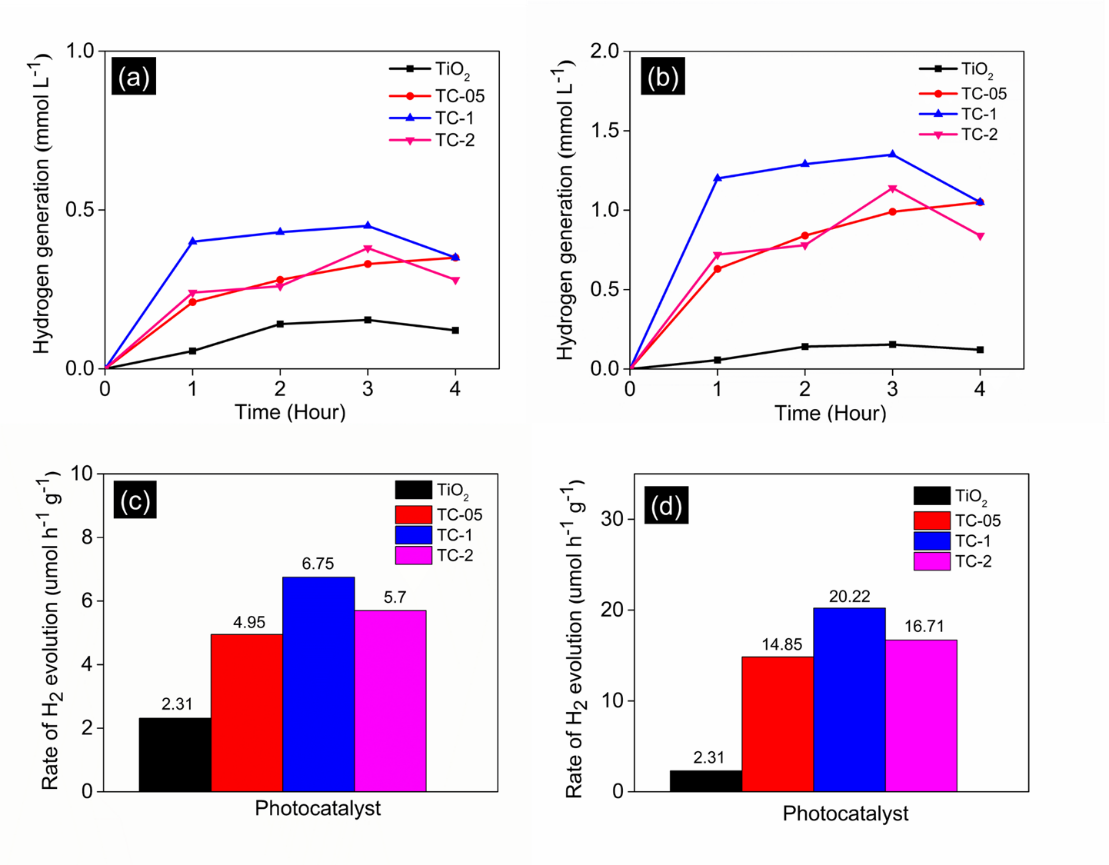 (a)
Hydrogen generation (mmol L⁻¹)
1.0
0.5
0.0
0 1 2 3 4
Time (Hour)
TiO₂
TC-05
TC-1
TC-2
(b)
Hydrogen generation (mmol L⁻¹)
2.0
1.5
1.0
0.5
0.0
0 1 2 3 4
Time (Hour)
TiO₂
TC-05
TC-1
TC-2
(c)
Rate of H₂ evolution (umol h⁻¹ g⁻¹)
10
8
6
4
2
0
TiO₂
TC-05
TC-1
TC-2
2.31
4.95
6.75
5.7
Photocatalyst
(d)
Rate of H₂ evolution (umol h⁻¹ g⁻¹)
30
20
10
0
TiO₂
TC-05
TC-1
TC-2
2.31
14.85
20.22
16.71
Photocatalyst